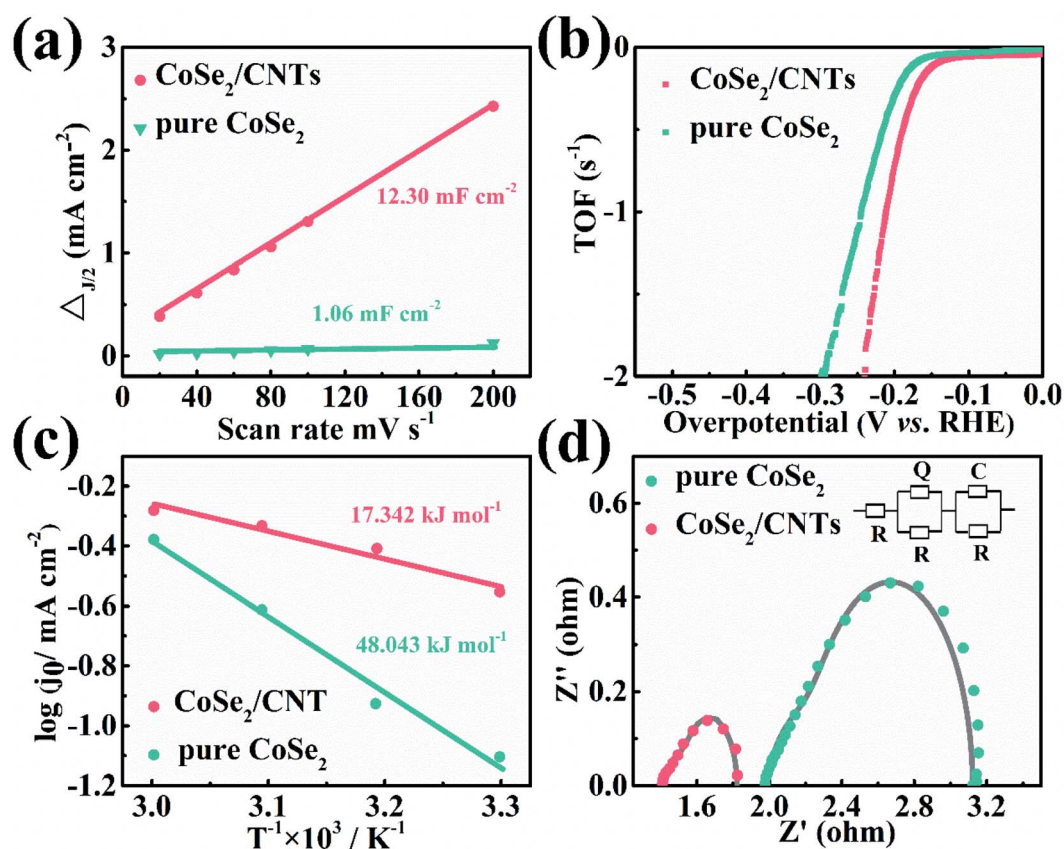 (a)
3
2
1
0
CoSe₂/CNTs
pure CoSe₂
12.30 mF cm⁻²
1.06 mF cm⁻²
△J/2 (mA cm⁻²)
0 40 80 120 160 200
Scan rate mV s⁻¹
(b)
0
-1
-2
CoSe₂/CNTs
pure CoSe₂
TOF (s⁻¹)
-0.5 -0.4 -0.3 -0.2 -0.1 0.0
Overpotential (V vs. RHE)
(c)
-0.2
-0.4
-0.6
-0.8
-1.0
-1.2
17.342 kJ mol⁻¹
48.043 kJ mol⁻¹
CoSe₂/CNT
pure CoSe₂
log (j0/ mA cm⁻²)
3.0 3.1 3.2 3.3
T⁻¹×10³ / K⁻¹
(d)
0.6
0.4
0.2
0.0
pure CoSe₂
CoSe₂/CNTs
Q C
R
R R
Z'' (ohm)
1.6 2.0 2.4 2.8 3.2
Z' (ohm)